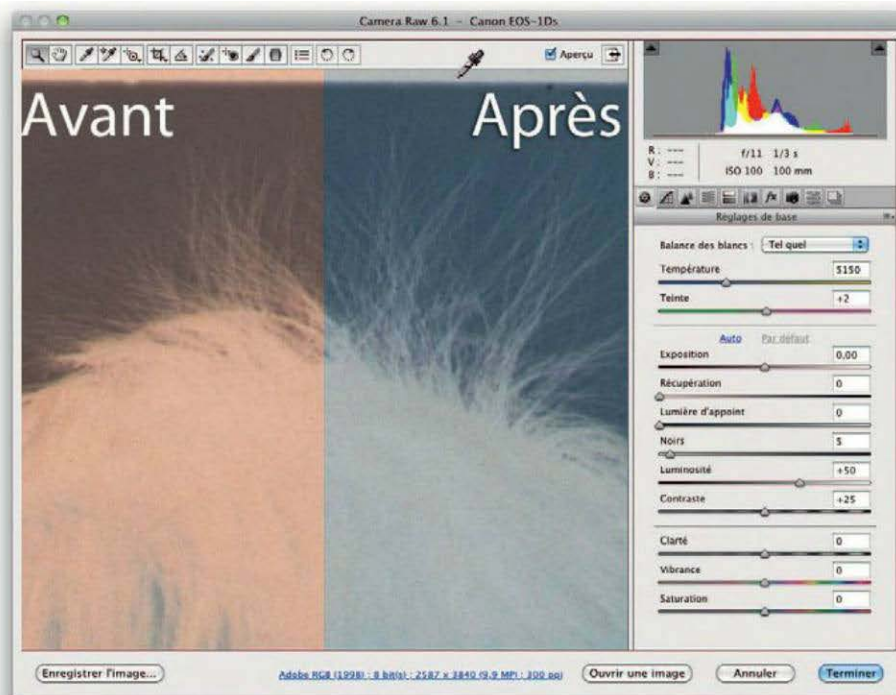 Camera Raw 6.1 – Canon EOS-1Ds
Aperçu
Avant
Après
R : ---
V : ---
B : ---
f/11 1/3 s
ISO 100 100 mm
Réglages de base
Balance des blancs : Tel quel
Température 5150
Teinte +2
Auto Par défaut
Exposition 0,00
Récupération 0
Lumière d'appoint 0
Noirs 5
Luminosité +50
Contraste +25
Clarté 0
Vibrance 0
Saturation 0
Enregistrer l'image...
Adobe RGB (1998) ; 8 bit(s) ; 2587 x 3840 (9,9 MP) ; 300 ppi
Ouvrir une image
Annuler
Terminer